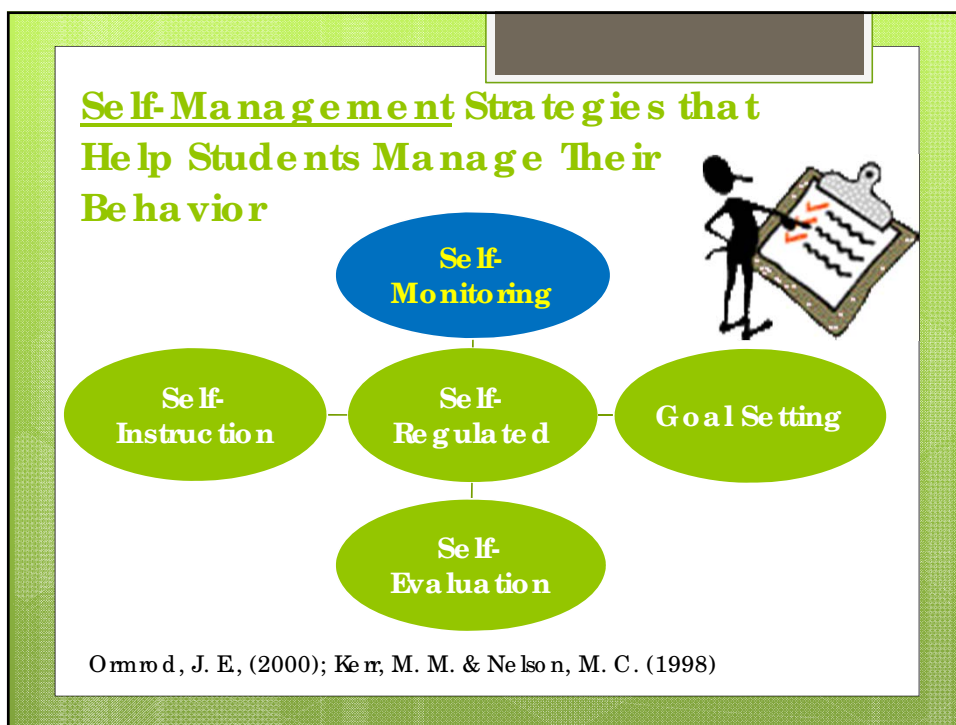 Self-Management Strategies that
Help Students Manage Their
Behavior
Self-
Monitoring
Self-
Instruction
Self-
Regulated
Goal Setting
Self-
Evaluation
Ormrod, J. E., (2000); Kerr, M. M. & Nelson, M. C. (1998)